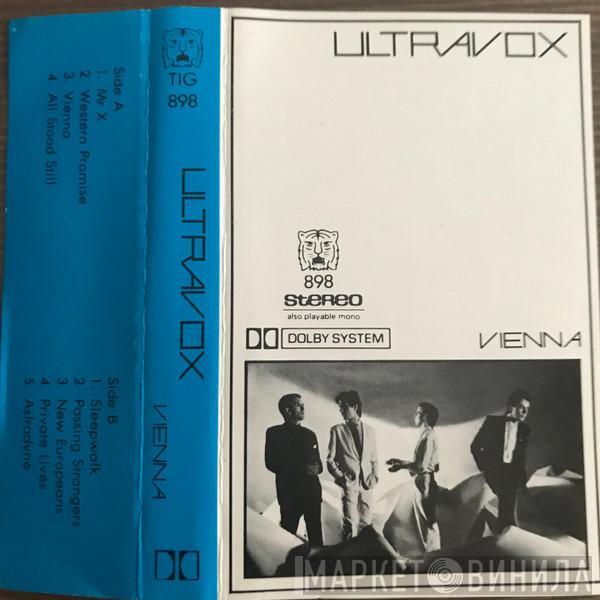 Side A
1. Mr X
2. Western Promise
3. Vienna
4. All Stood Still
Side B
1. Sleepwalk
2. Passing Strangers
3. New Europeans
4. Private Lives
5. Aslradyne
TIG
898
ULTRAVOX
VIENNA
ULTRAVOX
898
STEREO
also playable mono
DOLBY SYSTEM
VIENNA
МАРКЕТ ВИНИЛА